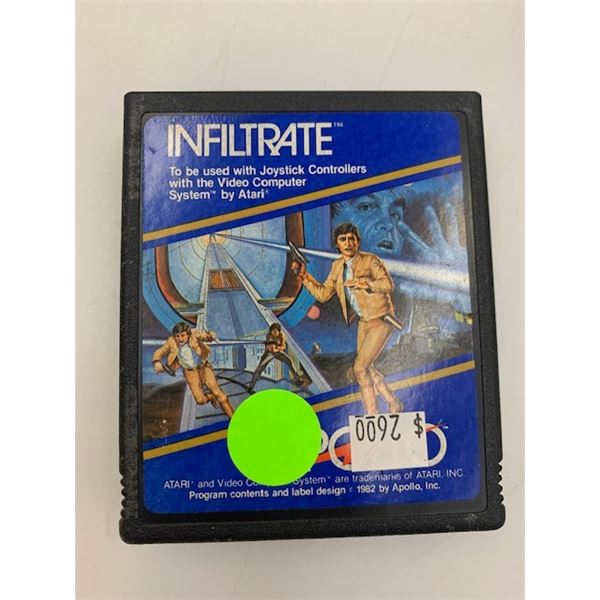 INFILTRATE™
To be used with Joystick Controllers
with the Video Computer
System™ by Atari®
$ 2600
ATARI® and Video System™ are trademarks of ATARI, INC.
Program contents and label design © 1982 by Apollo, Inc.